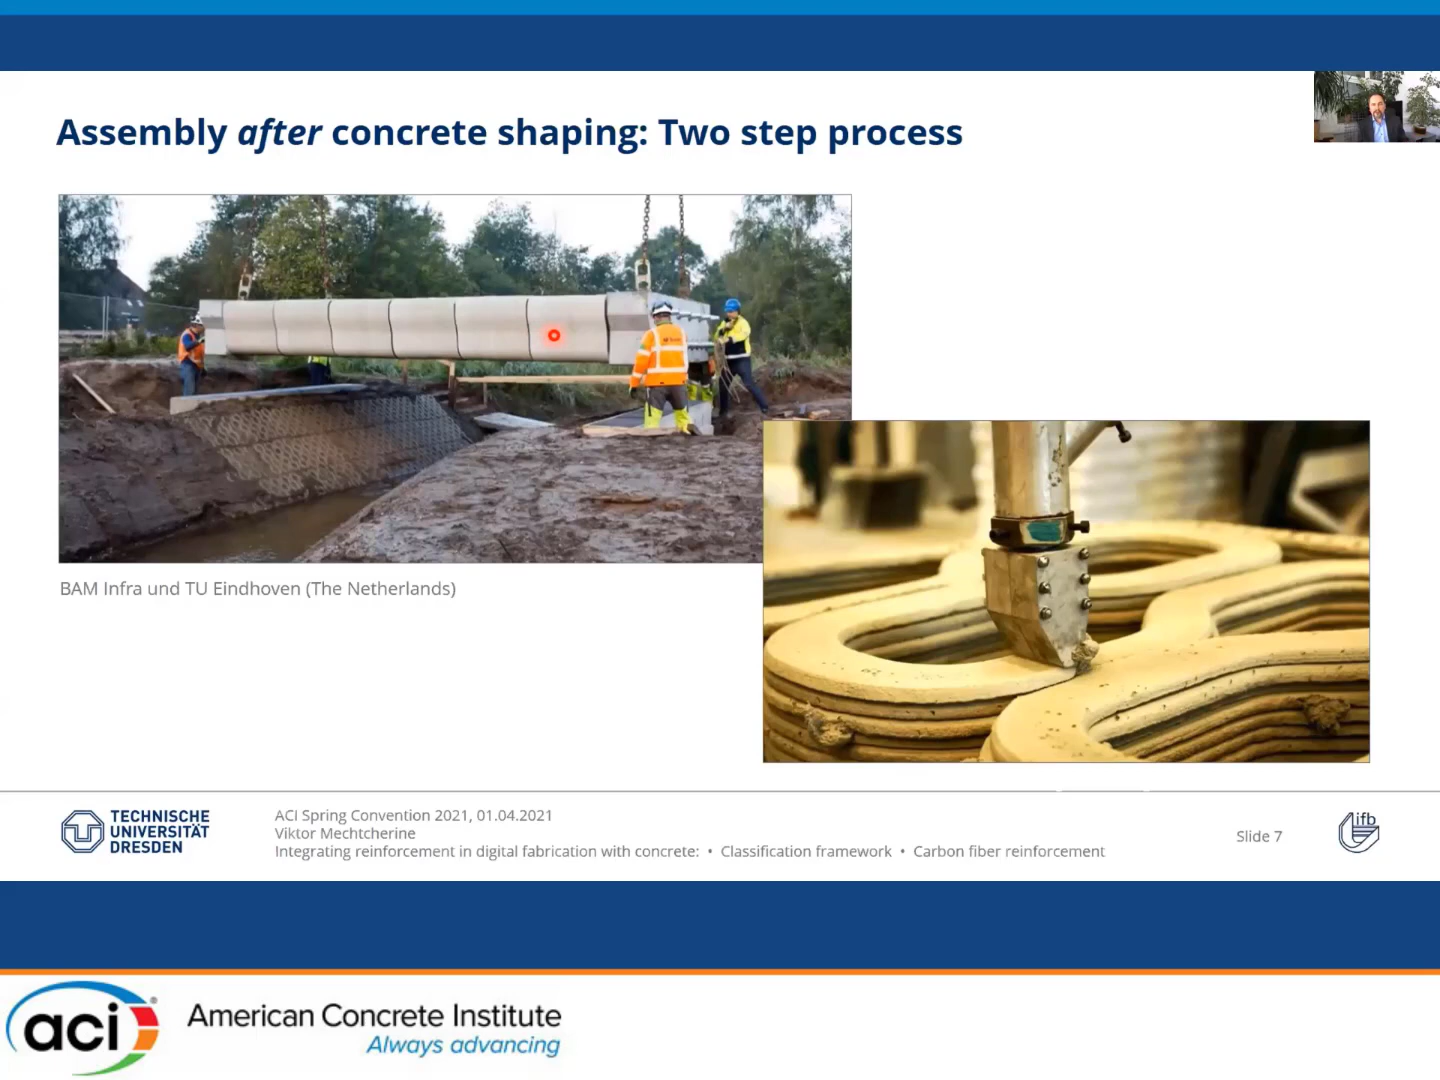 Assembly after concrete shaping: Two step process
BAM Infra und TU Eindhoven (The Netherlands)
TECHNISCHE
UNIVERSITÄT
DRESDEN
ACI Spring Convention 2021, 01.04.2021
Viktor Mechtcherine
Integrating reinforcement in digital fabrication with concrete: • Classification framework • Carbon fiber reinforcement
Slide 7
ifb
aci®
American Concrete Institute
Always advancing